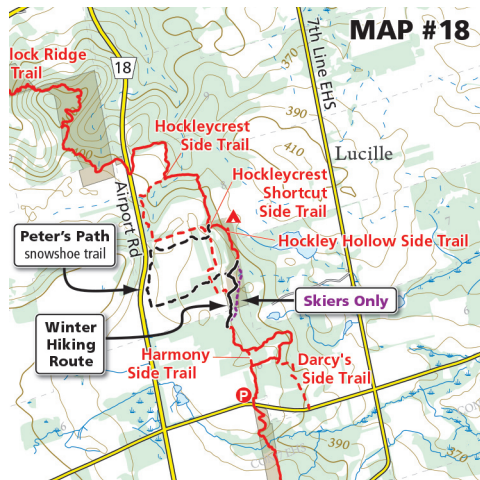 MAP #18
lock Ridge
Trail
18
7th Line EHS
370
390
410
Lucille
Hockleycrest
Side Trail
Hockleycrest
Shortcut
Side Trail
Airport Rd
Hockley Hollow Side Trail
Peter's Path
snowshoe trail
Skiers Only
Winter
Hiking
Route
Harmony
Side Trail
Darcy's
Side Trail
P
390
370